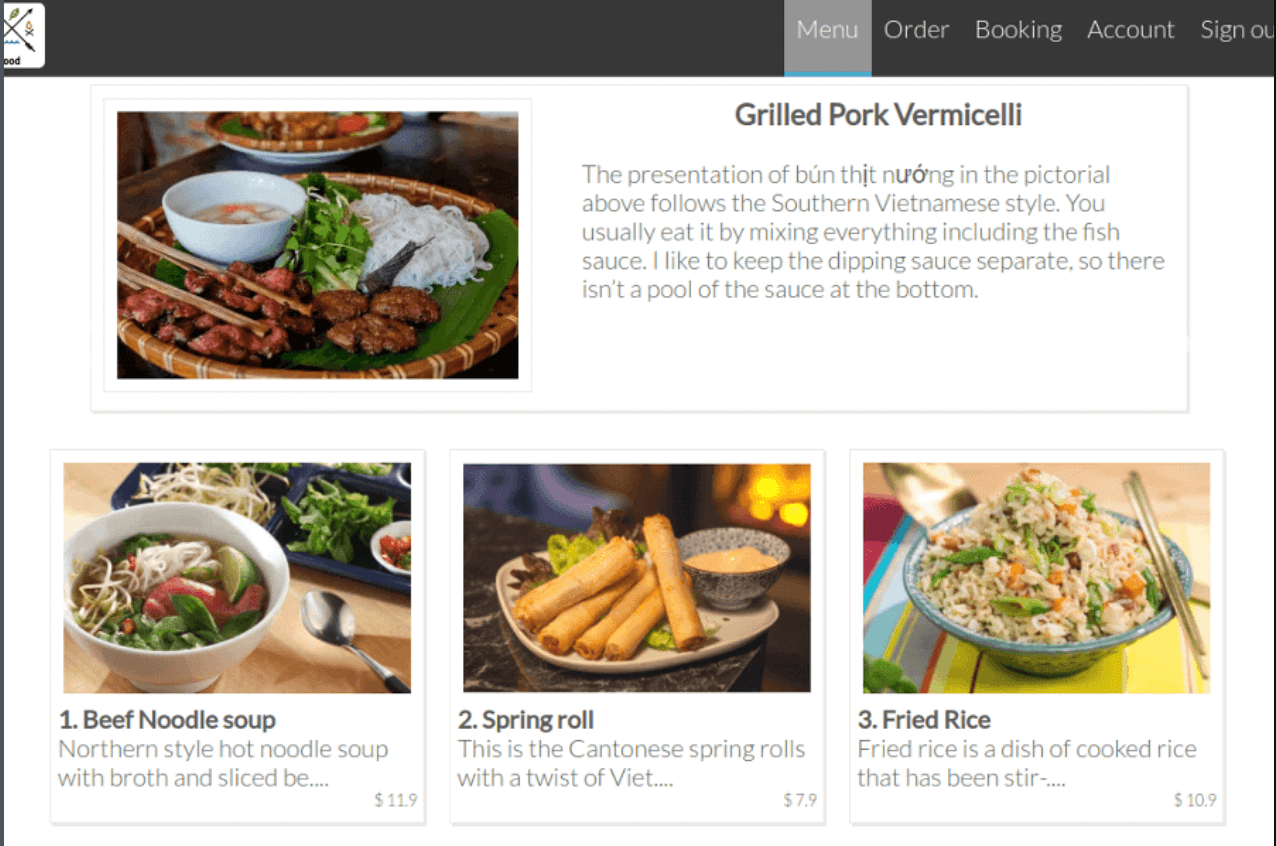 ood
Menu Order Booking Account Sign ou
Grilled Pork Vermicelli
The presentation of bún thịt nướng in the pictorial
above follows the Southern Vietnamese style. You
usually eat it by mixing everything including the fish
sauce. I like to keep the dipping sauce separate, so there
isn’t a pool of the sauce at the bottom.
1. Beef Noodle soup
Northern style hot noodle soup
with broth and sliced be....
$ 11.9
2. Spring roll
This is the Cantonese spring rolls
with a twist of Viet....
$ 7.9
3. Fried Rice
Fried rice is a dish of cooked rice
that has been stir-....
$ 10.9